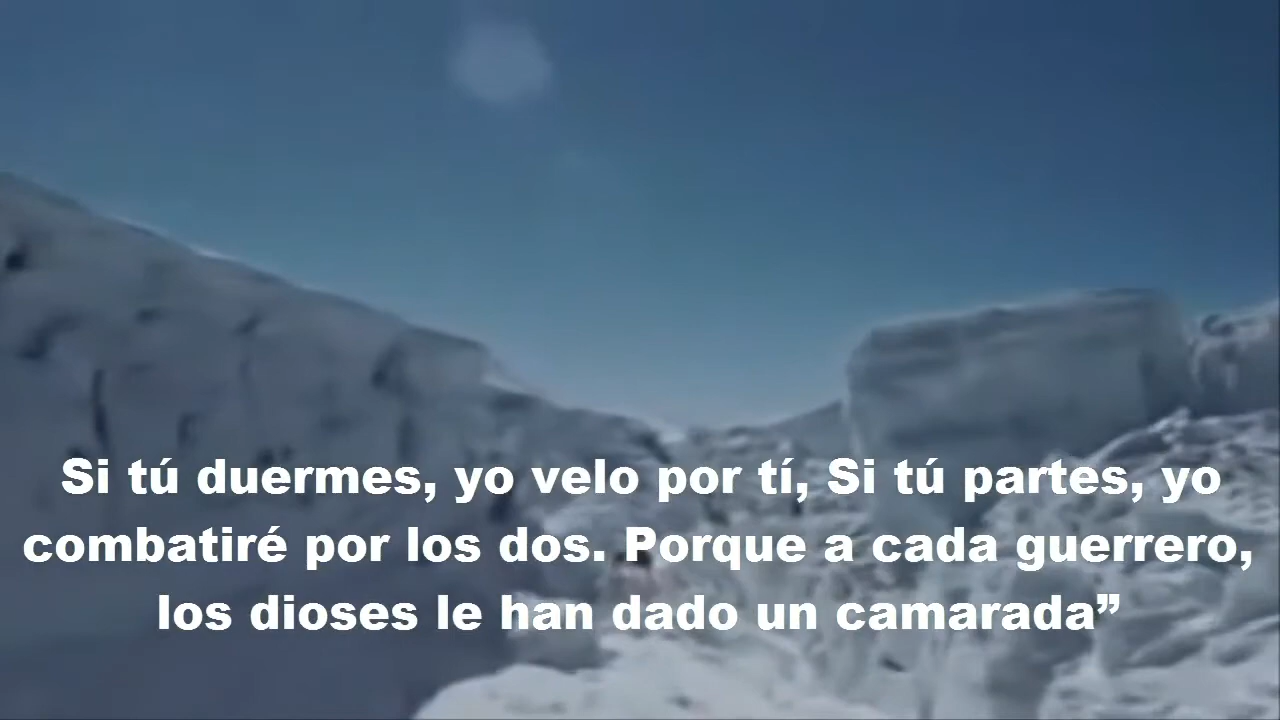 Si tú duermes, yo velo por tí, Si tú partes, yo
combatiré por los dos. Porque a cada guerrero,
los dioses le han dado un camarada”